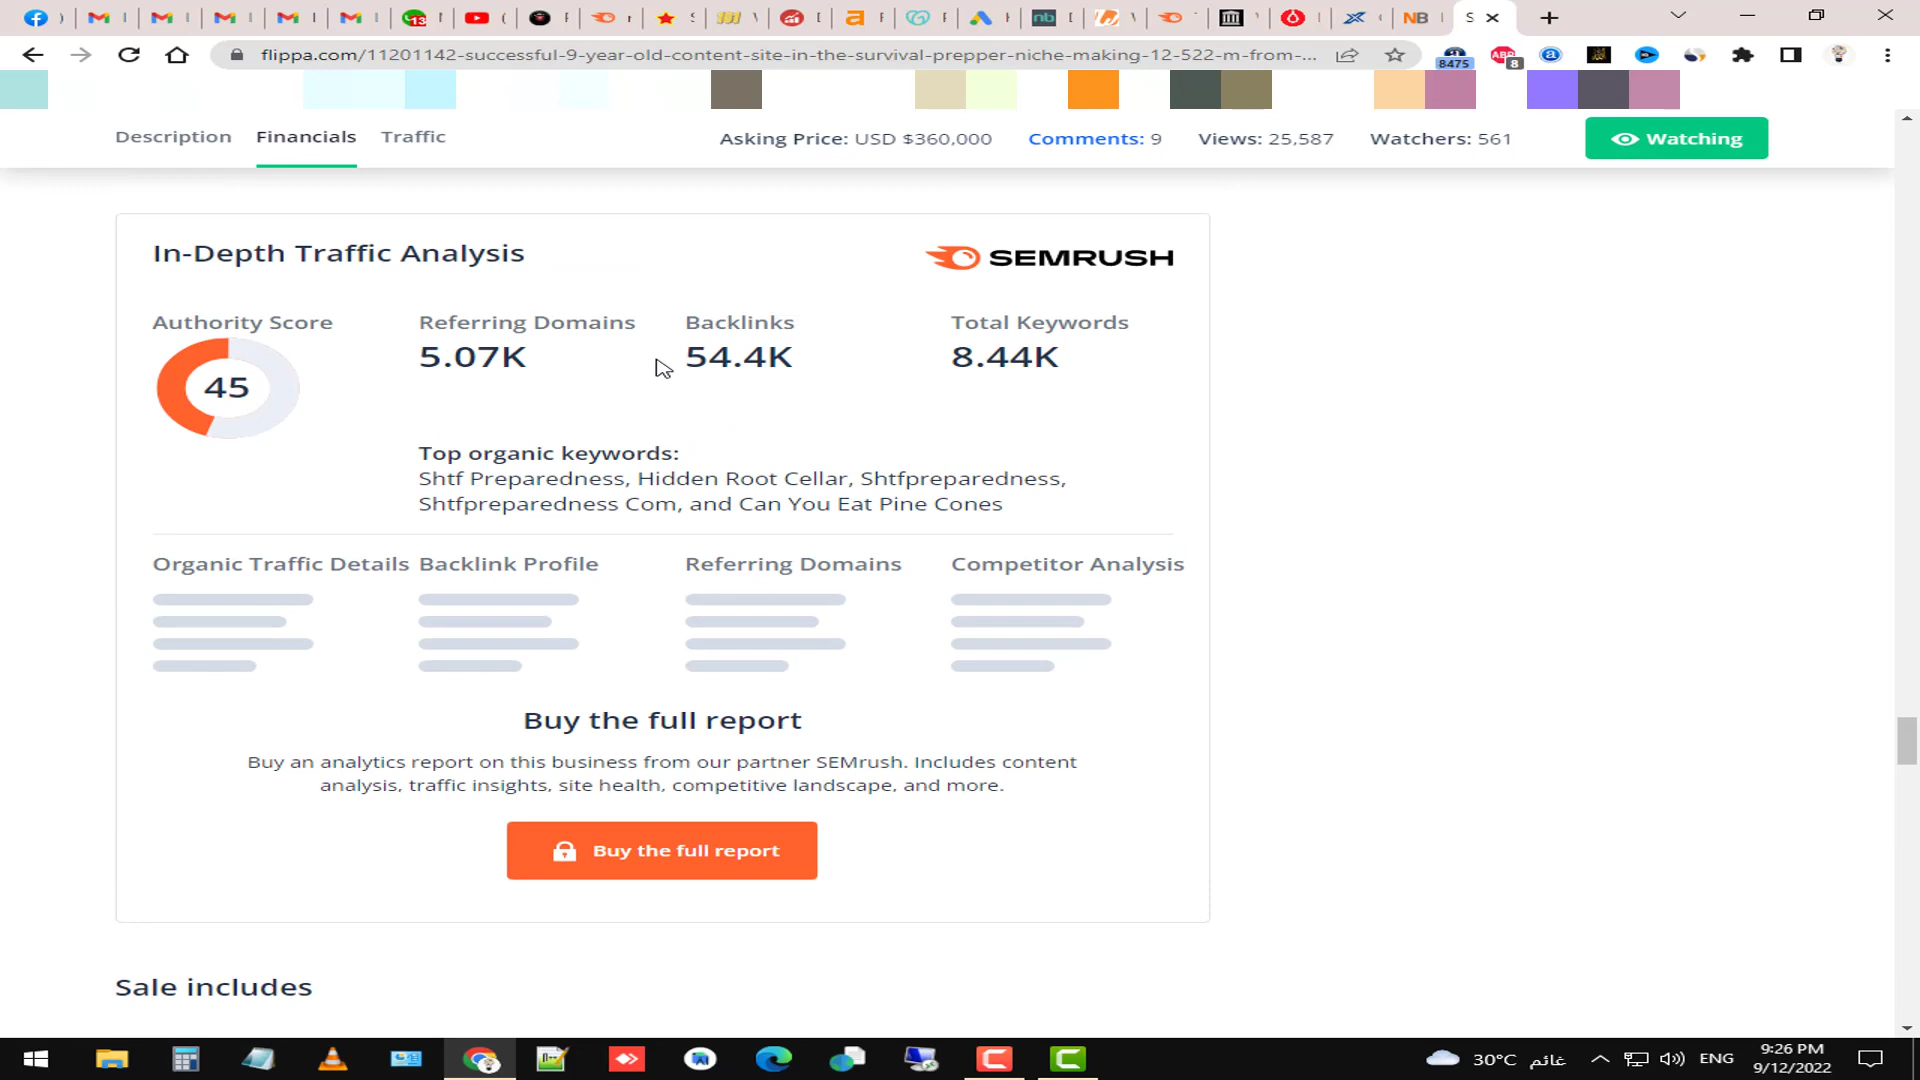 flippa.com/11201142-successful-9-year-old-content-site-in-the-survival-prepper-niche-making-12-522-m-from-...
8475
8
Description Financials Traffic
Asking Price: USD $360,000 Comments: 9 Views: 25,587 Watchers: 561 Watching
In-Depth Traffic Analysis
SEMRUSH
Authority Score Referring Domains Backlinks Total Keywords
45 5.07K 54.4K 8.44K
Top organic keywords:
Shtf Preparedness, Hidden Root Cellar, Shtfpreparedness,
Shtfpreparedness Com, and Can You Eat Pine Cones
Organic Traffic Details Backlink Profile Referring Domains Competitor Analysis
Buy the full report
Buy an analytics report on this business from our partner SEMrush. Includes content
analysis, traffic insights, site health, competitive landscape, and more.
Buy the full report
Sale includes
30°C غائم ENG
9:26 PM
9/12/2022